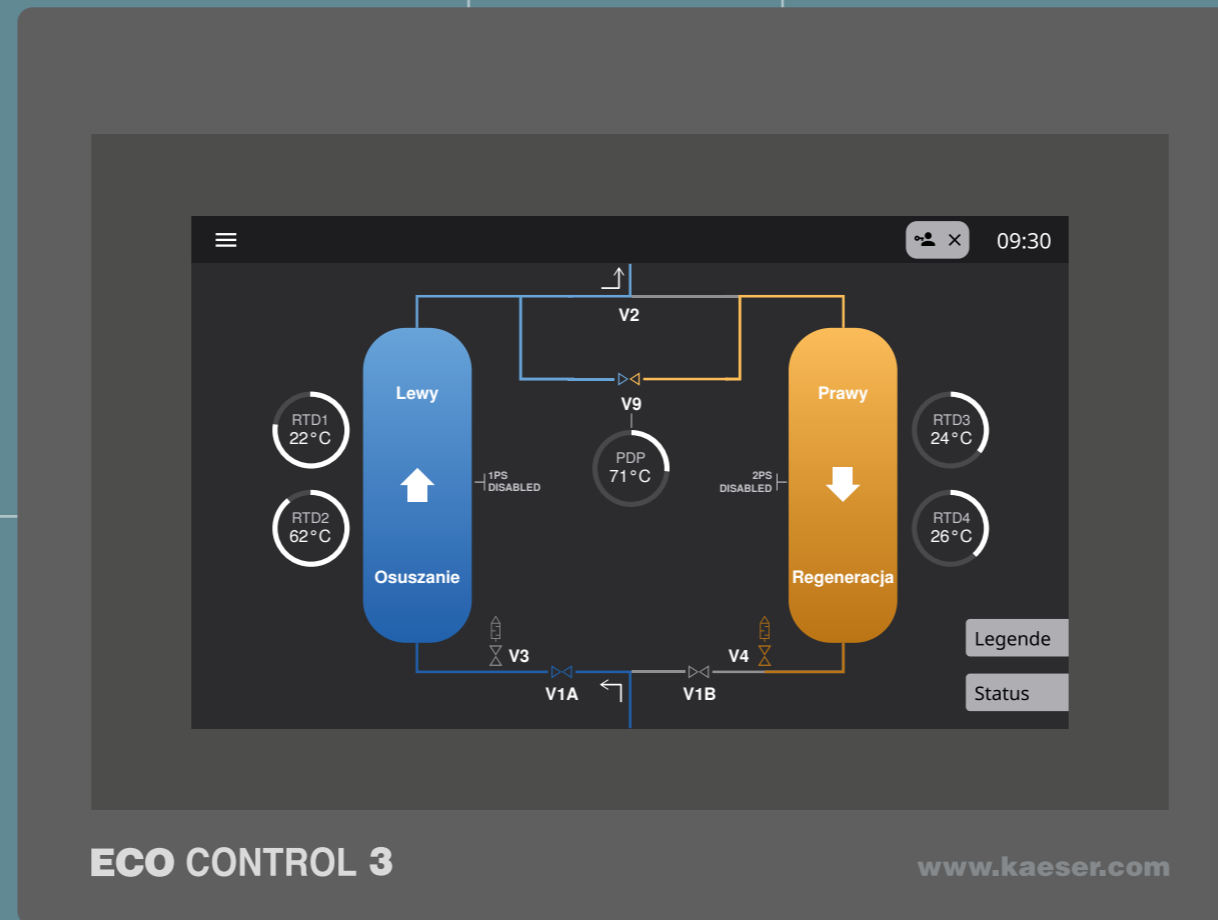 09:30
V2
Lewy
Prawy
V9
RTD1
22°C
RTD3
24°C
PDP
71°C
1PS
DISABLED
2PS
DISABLED
RTD2
62°C
RTD4
26°C
Osuszanie
Regeneracja
Legende
V3
V4
V1A
V1B
Status
ECO CONTROL 3
www.kaeser.com